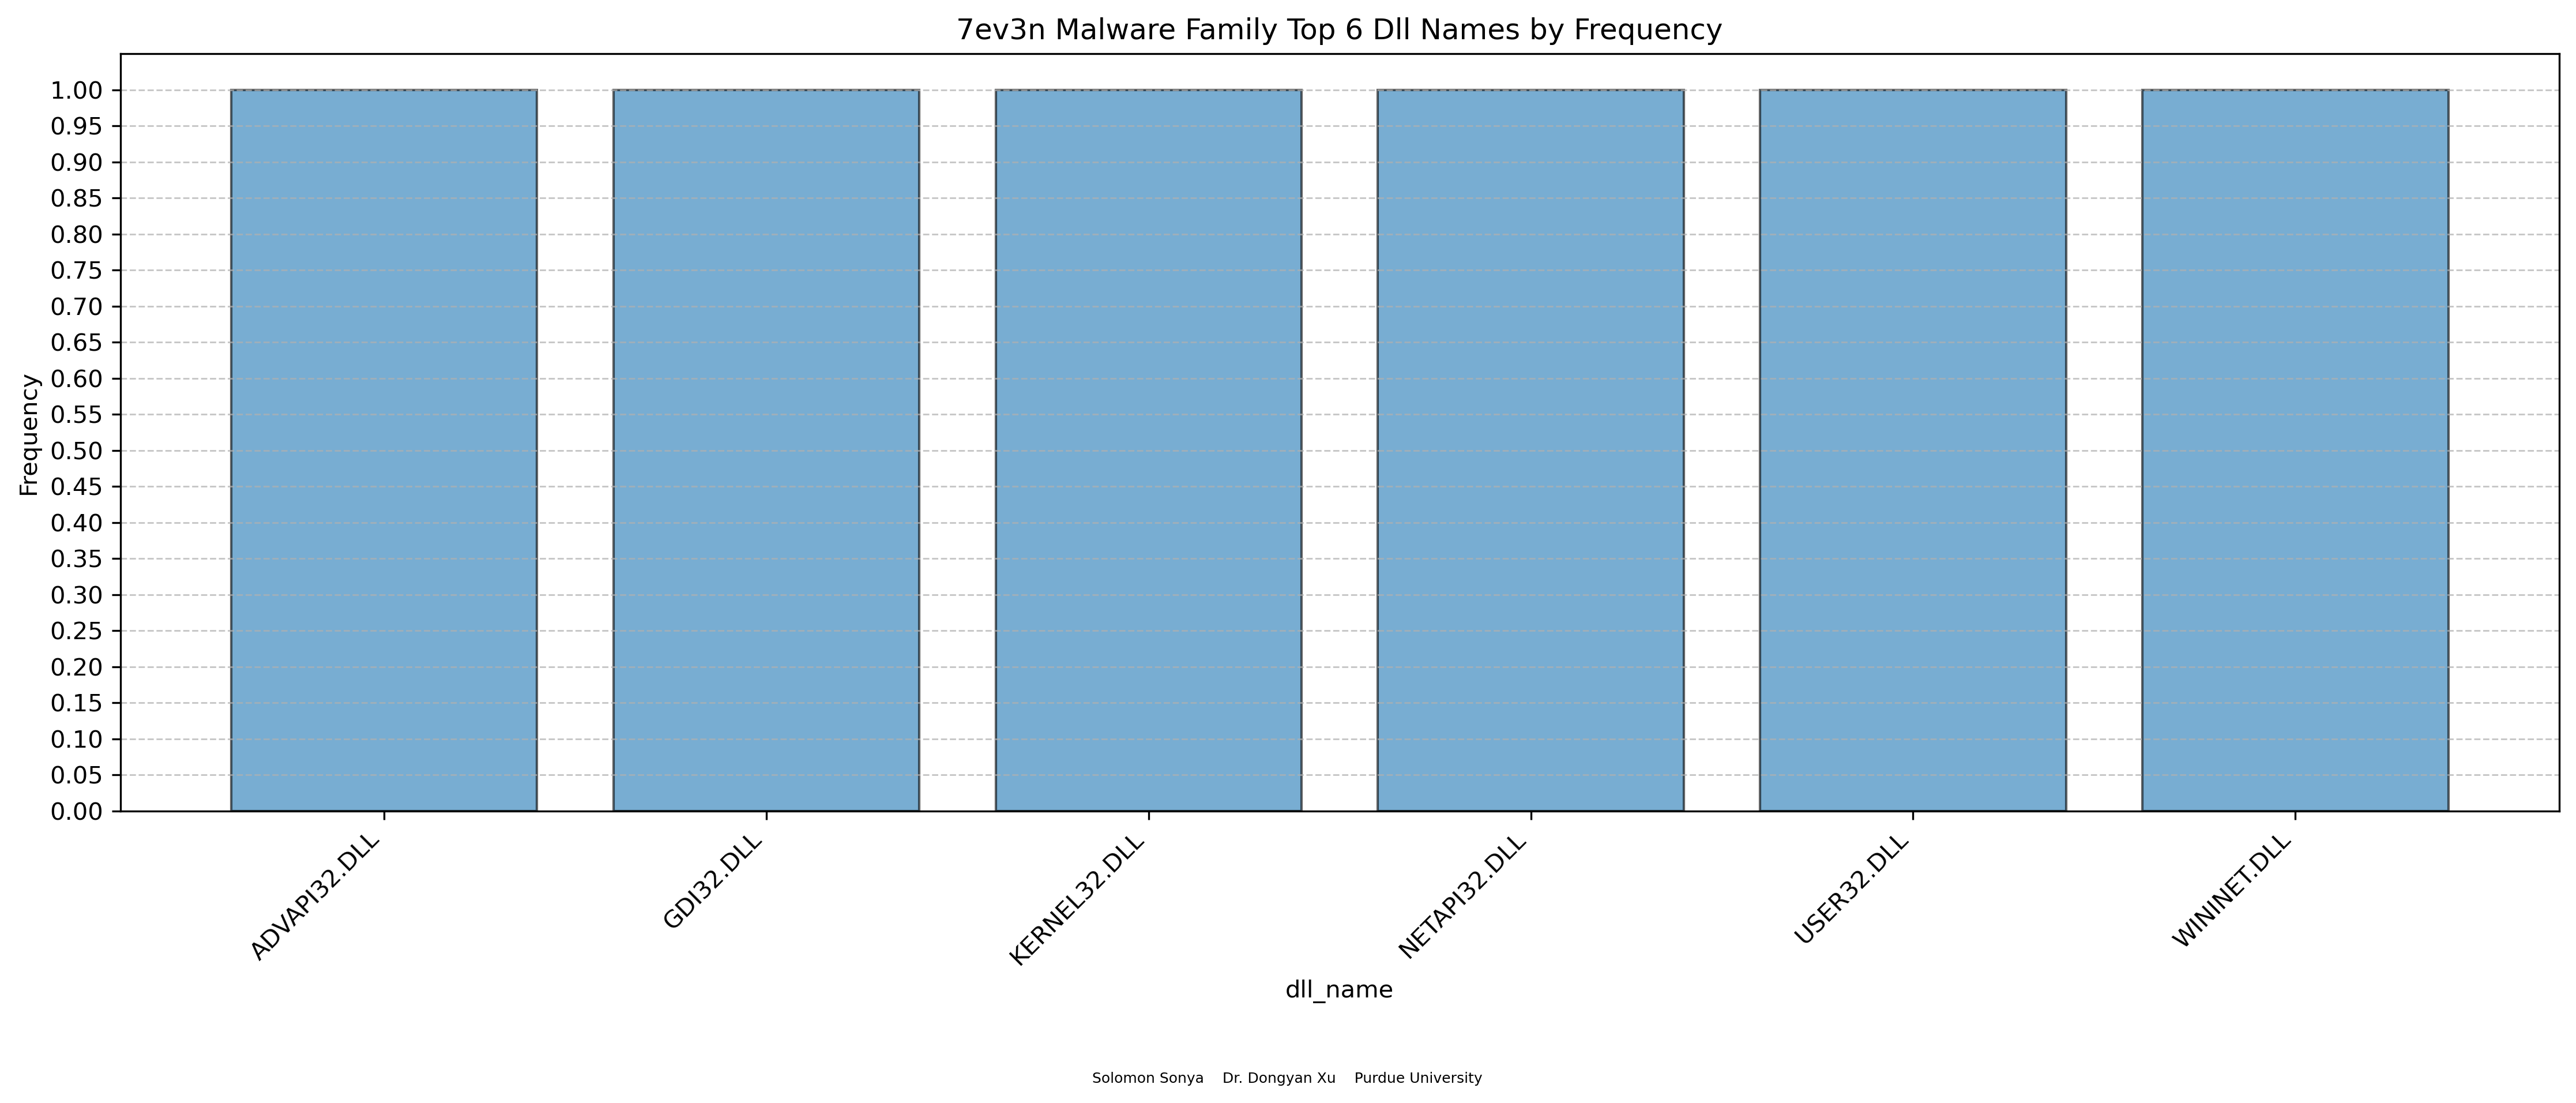 7ev3n Malware Family Top 6 Dll Names by Frequency
Frequency
1.00
0.95
0.90
0.85
0.80
0.75
0.70
0.65
0.60
0.55
0.50
0.45
0.40
0.35
0.30
0.25
0.20
0.15
0.10
0.05
0.00
ADVAPI32.DLL
GDI32.DLL
KERNEL32.DLL
NETAPI32.DLL
USER32.DLL
WININET.DLL
dll_name
Solomon Sonya    Dr. Dongyan Xu    Purdue University